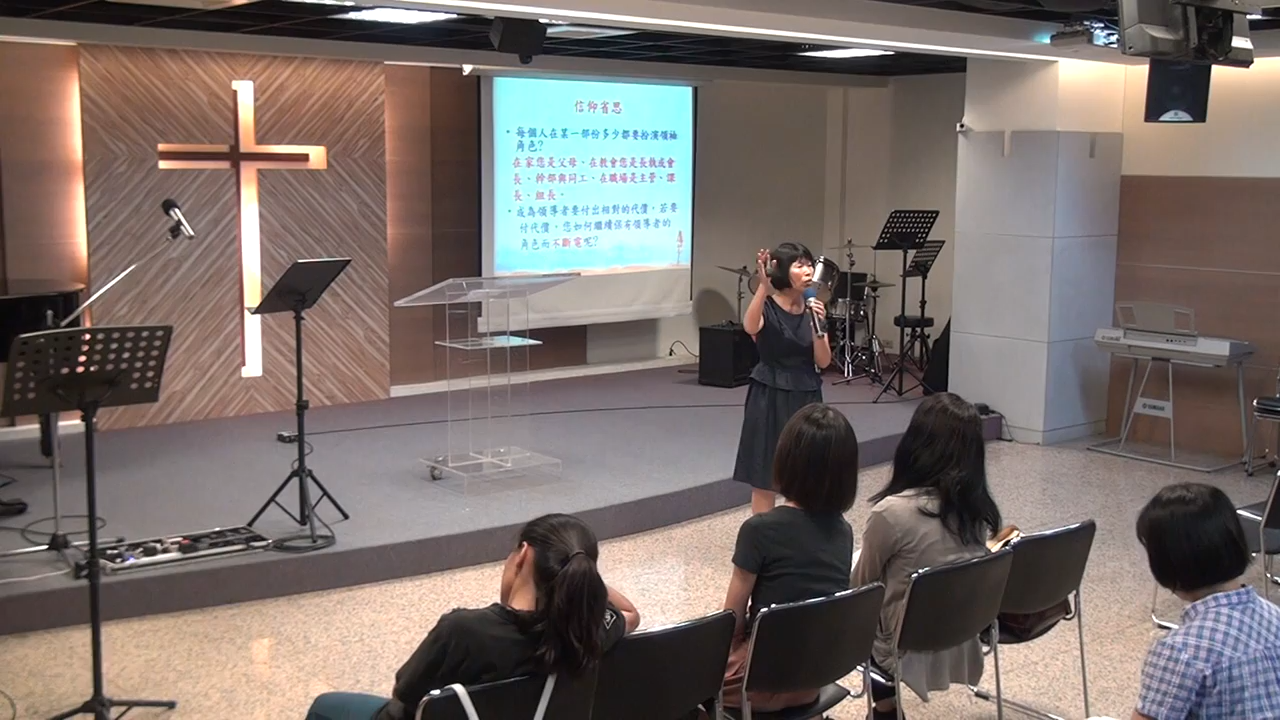 信仰省思
• 每個人在某一部份多少都要扮演領袖
角色?
在家您是父母、在教會您是長執或會
長、幹部與同工、在職場是主管、課
長、組長。
• 成為領導者要付出相對的代價,若要
付代價,您如何繼續保有領導者的
角色而不斷電呢?
YAMAHA